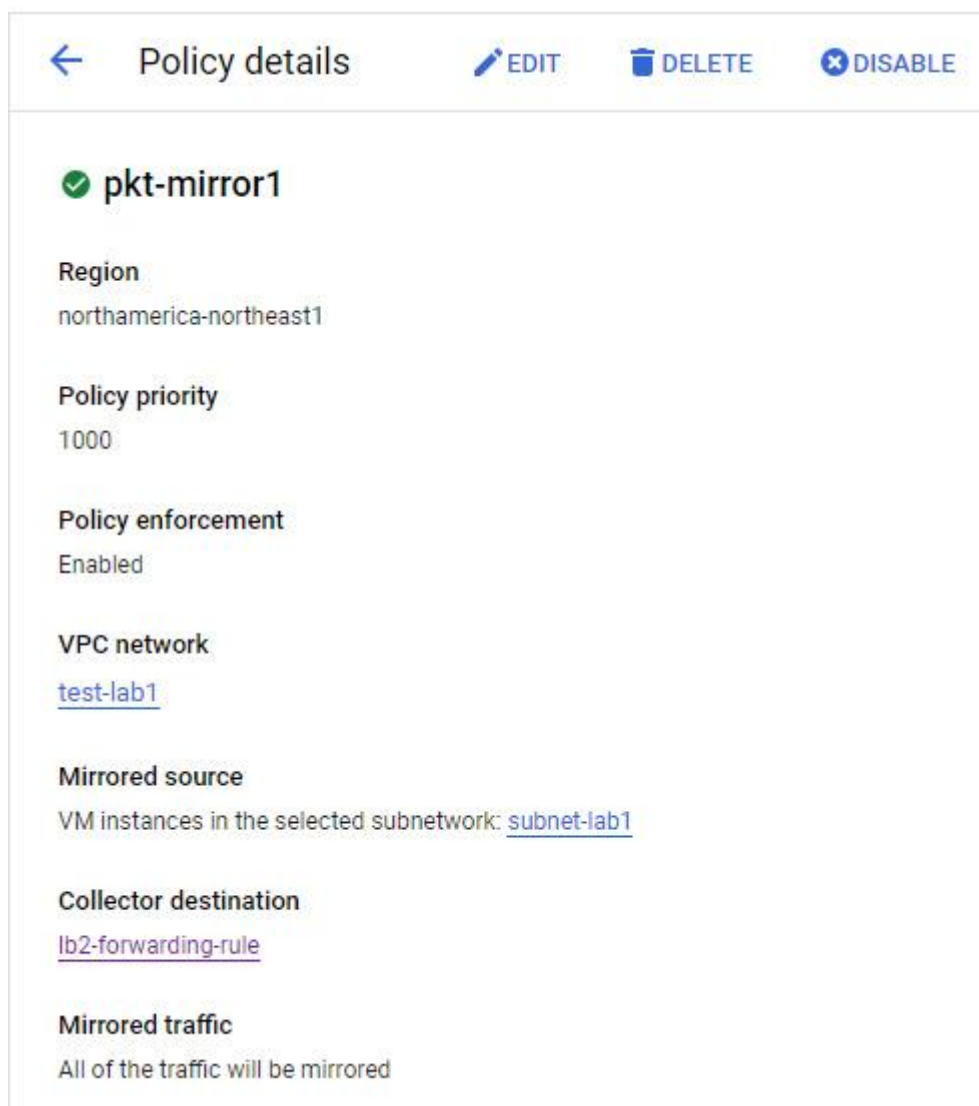 Policy details EDIT DELETE DISABLE
pkt-mirror1
Region
northamerica-northeast1
Policy priority
1000
Policy enforcement
Enabled
VPC network
test-lab1
Mirrored source
VM instances in the selected subnetwork: subnet-lab1
Collector destination
lb2-forwarding-rule
Mirrored traffic
All of the traffic will be mirrored